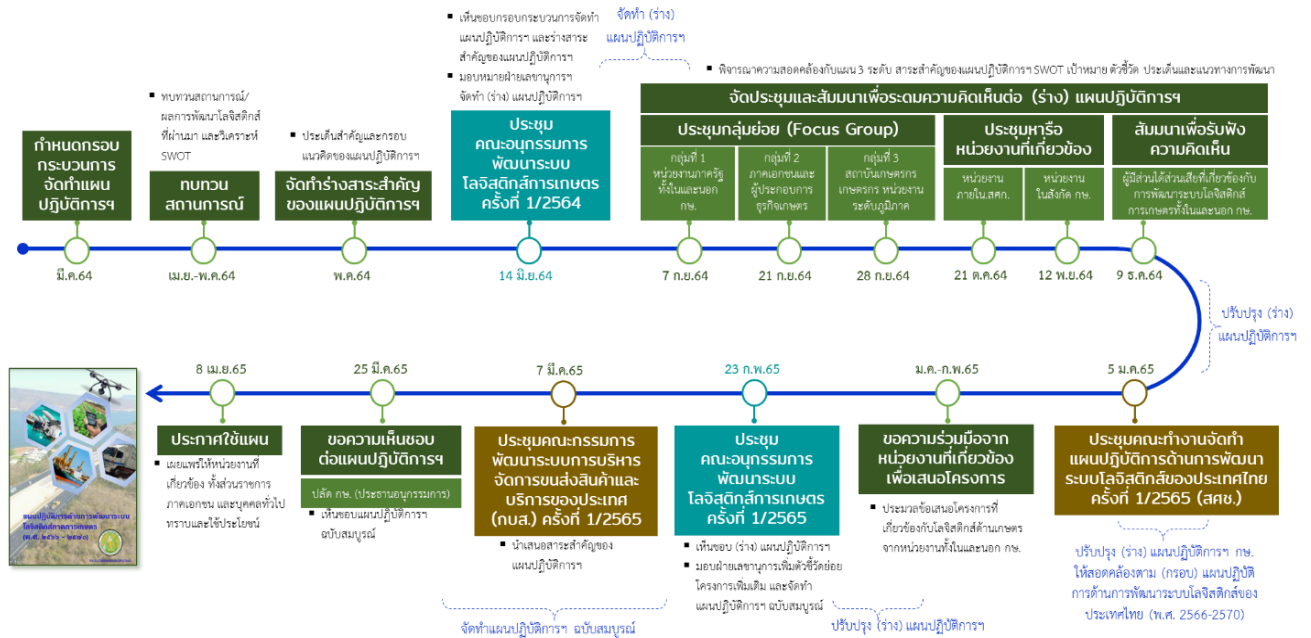 กำหนดกรอบ
กระบวนการ
จัดทำแผน
ปฏิบัติการฯ
มี.ค.64
▪ ทบทวนสถานการณ์/
ผลการพัฒนาโลจิสติกส์
ที่ผ่านมา และวิเคราะห์
SWOT
ทบทวน
สถานการณ์
เม.ย.-พ.ค.64
▪ ประเด็นสำคัญและกรอบ
แนวคิดของแผนปฏิบัติการฯ
จัดทำร่างสาระสำคัญ
ของแผนปฏิบัติการฯ
พ.ค.64
▪ เห็นชอบกรอบกระบวนการจัดทำ
แผนปฏิบัติการฯ และร่างสาระ
สำคัญของแผนปฏิบัติการฯ
▪ มอบหมายฝ่ายเลขานุการฯ
จัดทำ (ร่าง) แผนปฏิบัติการฯ
ประชุม
คณะอนุกรรมการ
พัฒนาระบบ
โลจิสติกส์การเกษตร
ครั้งที่ 1/2564
14 มิ.ย.64
จัดทำ (ร่าง)
แผนปฏิบัติการฯ
▪ พิจารณาความสอดคล้องกับแผน 3 ระดับ สาระสำคัญของแผนปฏิบัติการฯ SWOT เป้าหมาย ตัวชี้วัด ประเด็นและแนวทางการพัฒนา
จัดประชุมและสัมมนาเพื่อระดมความคิดเห็นต่อ (ร่าง) แผนปฏิบัติการฯ
ประชุมกลุ่มย่อย (Focus Group)
กลุ่มที่ 1
หน่วยงานภาครัฐ
ทั้งในและนอก
กษ.
7 ก.ย.64
กลุ่มที่ 2
ภาคเอกชนและ
ผู้ประกอบการ
ธุรกิจเกษตร
21 ก.ย.64
กลุ่มที่ 3
สถาบันเกษตรกร
เกษตรกร หน่วยงาน
ระดับภูมิภาค
28 ก.ย.64
ประชุมหารือ
หน่วยงานที่เกี่ยวข้อง
หน่วยงาน
ภายใน.สศก.
21 ต.ค.64
หน่วยงาน
ในสังกัด กษ.
12 พ.ย.64
สัมมนาเพื่อรับฟัง
ความคิดเห็น
ผู้มีส่วนได้ส่วนเสียที่เกี่ยวข้องกับ
การพัฒนาระบบโลจิสติกส์
การเกษตรทั้งในและนอก กษ.
9 ธ.ค.64
ปรับปรุง (ร่าง)
แผนปฏิบัติการฯ
5 ม.ค.65
ประชุมคณะทำงานจัดทำ
แผนปฏิบัติการด้านการพัฒนา
ระบบโลจิสติกส์ของประเทศไทย
ครั้งที่ 1/2565 (สศช.)
ปรับปรุง (ร่าง) แผนปฏิบัติการฯ กษ.
ให้สอดคล้องตาม (กรอบ) แผนปฏิบัติ
การด้านการพัฒนาระบบโลจิสติกส์ของ
ประเทศไทย (พ.ศ. 2566-2570)
ม.ค.-ก.พ.65
ขอความร่วมมือจาก
หน่วยงานที่เกี่ยวข้อง
เพื่อเสนอโครงการ
▪ ประมวลข้อเสนอโครงการที่
เกี่ยวข้องกับโลจิสติกส์ด้านเกษตร
จากหน่วยงานทั้งในและนอก กษ.
ปรับปรุง (ร่าง) แผนปฏิบัติการฯ
23 ก.พ.65
ประชุม
คณะอนุกรรมการ
พัฒนาระบบ
โลจิสติกส์การเกษตร
ครั้งที่ 1/2565
▪ เห็นชอบ (ร่าง) แผนปฏิบัติการฯ
▪ มอบฝ่ายเลขานุการเพิ่มตัวชี้วัดย่อย
โครงการเพิ่มเติม และจัดทำ
แผนปฏิบัติการฯ ฉบับสมบูรณ์
7 มี.ค.65
ประชุมคณะกรรมการ
พัฒนาระบบการบริหาร
จัดการขนส่งสินค้าและ
บริการของประเทศ
(กบส.) ครั้งที่ 1/2565
▪ นำเสนอสาระสำคัญของ
แผนปฏิบัติการฯ
จัดทำแผนปฏิบัติการฯ ฉบับสมบูรณ์
25 มี.ค.65
ขอความเห็นชอบ
ต่อแผนปฏิบัติการฯ
ปลัด กษ. (ประธานอนุกรรมการ)
▪ เห็นชอบแผนปฏิบัติการฯ
ฉบับสมบูรณ์
8 เม.ย.65
ประกาศใช้แผน
▪ เผยแพร่ให้หน่วยงานที่
เกี่ยวข้อง ทั้งส่วนราชการ
ภาคเอกชน และบุคคลทั่วไป
ทราบและใช้ประโยชน์
แผนปฏิบัติการด้านการพัฒนาระบบ
โลจิสติกส์ภาคการเกษตร
(พ.ศ. ๒๕๖๖ - ๒๕๗๐)